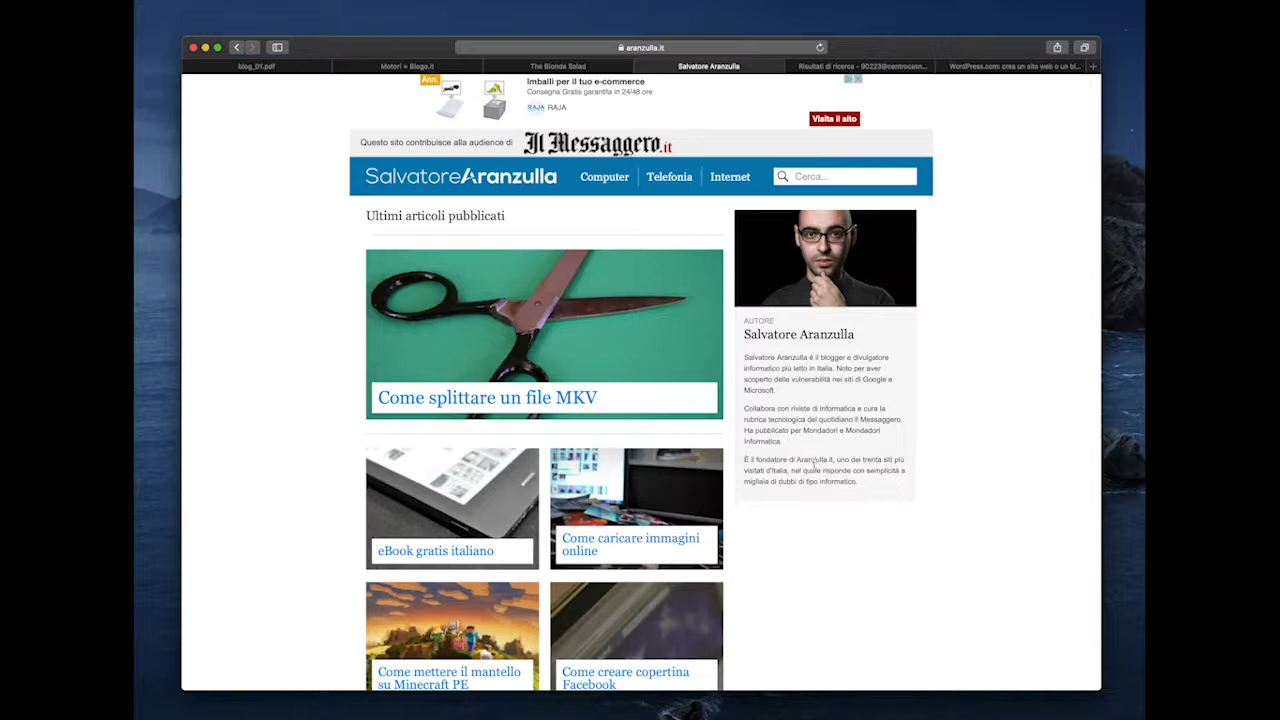 aranzulla.it
blog_01.pdf
Motori » Blogo.it
The Blonde Salad
Salvatore Aranzulla
Risultati di ricerca - 90223@centrocann...
WordPress.com: crea un sito web o un bl...
Ann.
Imballi per il tuo e-commerce
Consegna Gratis garantita in 24/48 ore
RAJA RAJA
Visita il sito
Questo sito contribuisce alla audience di
Il Messaggero.it
SalvatoreAranzulla
Computer
Telefonia
Internet
Cerca...
Ultimi articoli pubblicati
Come splittare un file MKV
eBook gratis italiano
Come caricare immagini
online
Come mettere il mantello
su Minecraft PE
Come creare copertina
Facebook
AUTORE
Salvatore Aranzulla
Salvatore Aranzulla è il blogger e divulgatore
informatico più letto in Italia. Noto per aver
scoperto delle vulnerabilità nei siti di Google e
Microsoft.
Collabora con riviste di informatica e cura la
rubrica tecnologica del quotidiano il Messaggero.
Ha pubblicato per Mondadori e Mondadori
Informatica.
È il fondatore di Aranzulla.it, uno dei trenta siti più
visitati d'Italia, nel quale risponde con semplicità a
migliaia di dubbi di tipo informatico.